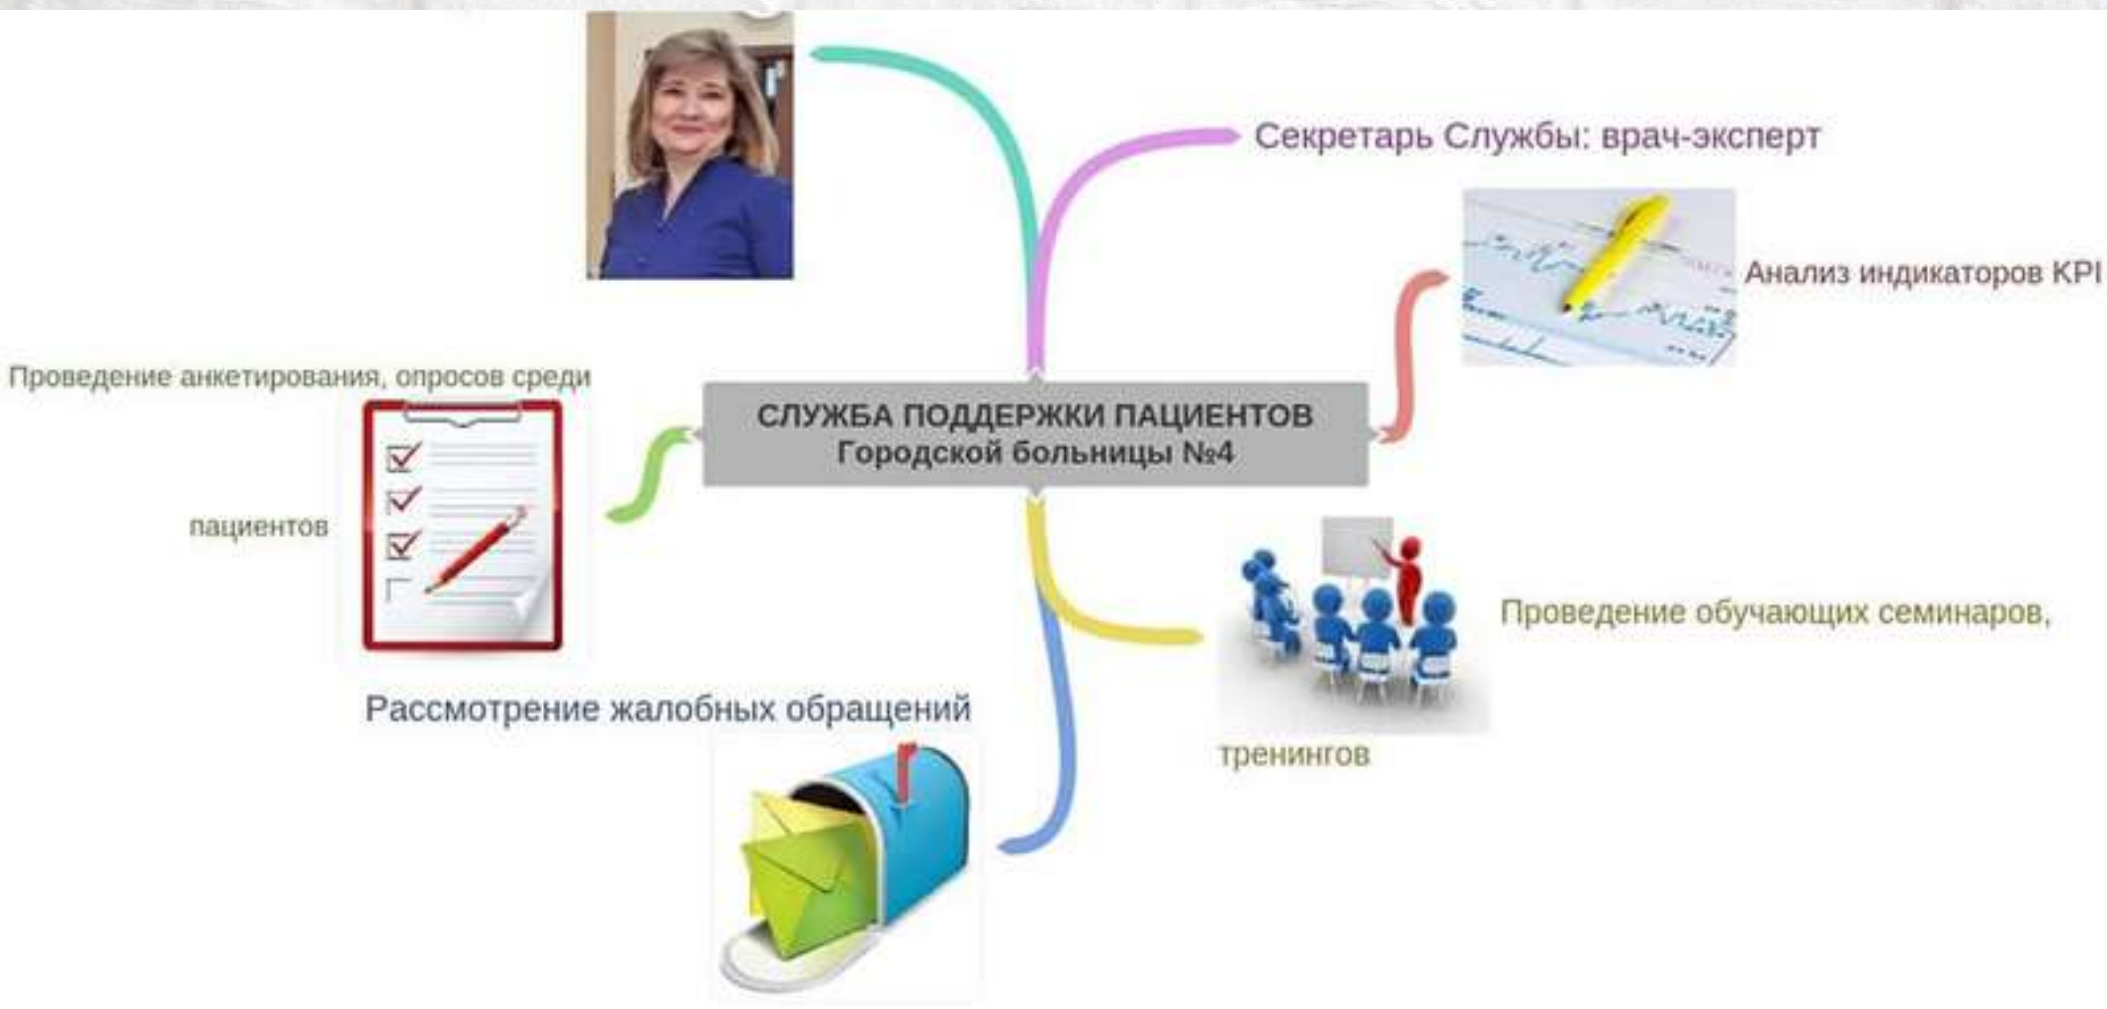 Секретарь Службы: врач-эксперт
Анализ индикаторов KPI
Проведение анкетирования, опросов среди
пациентов
СЛУЖБА ПОДДЕРЖКИ ПАЦИЕНТОВ
Городской больницы №4
Проведение обучающих семинаров,
тренингов
Рассмотрение жалобных обращений